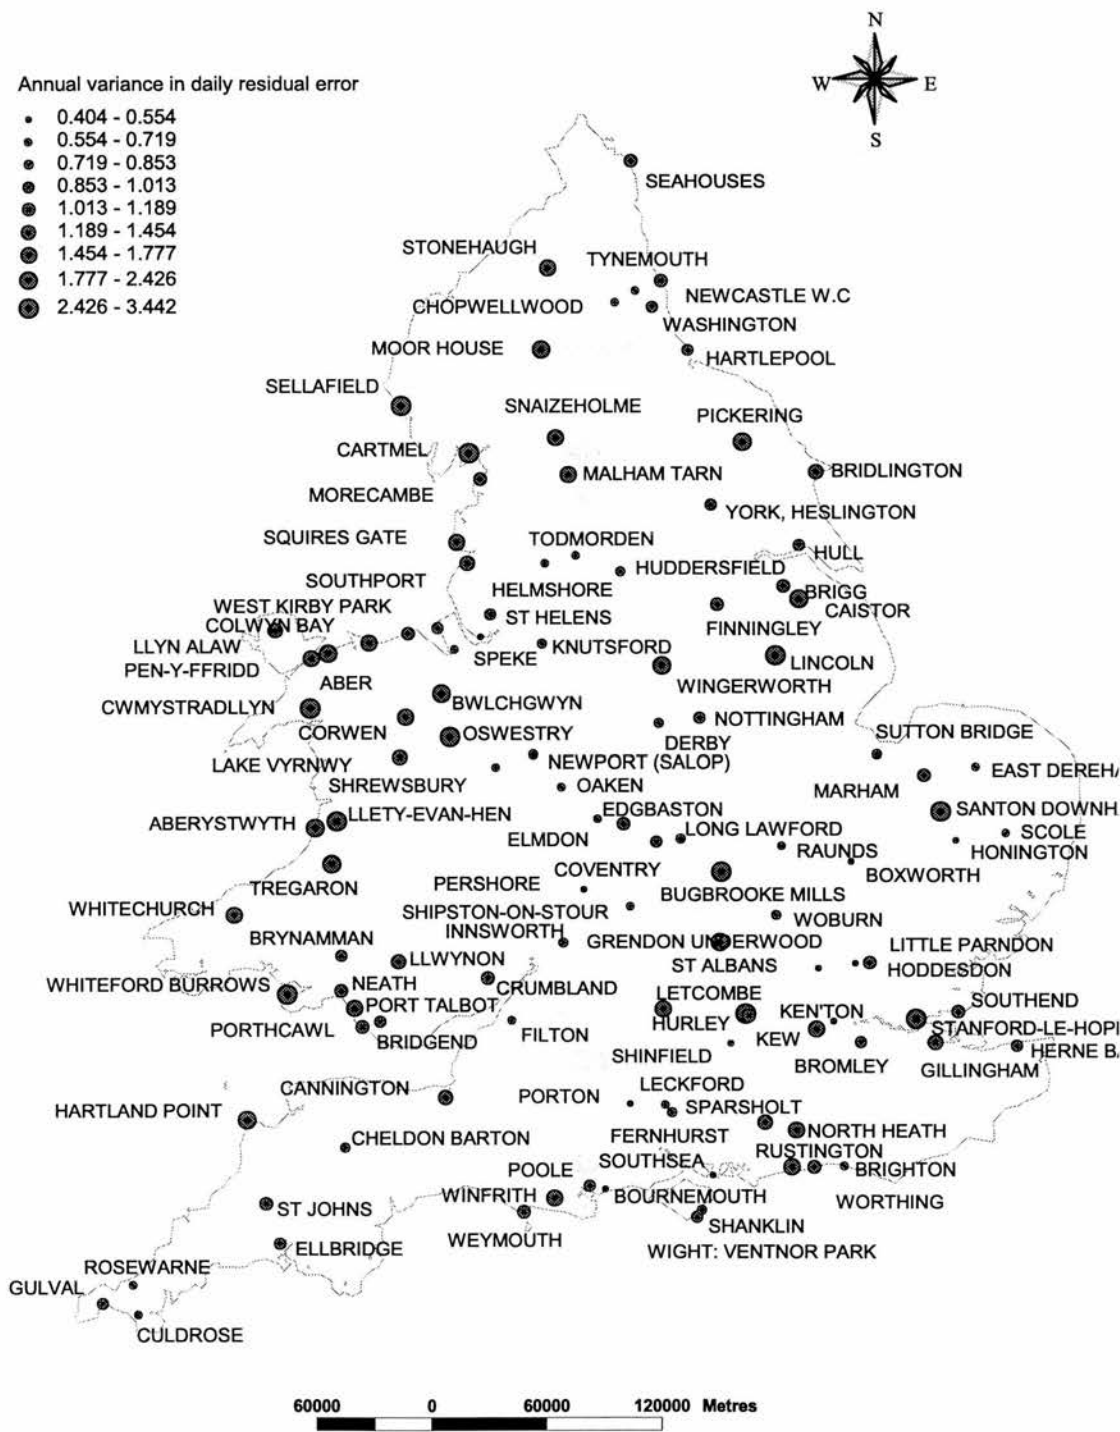 N
W E
S
Annual variance in daily residual error
0.404 - 0.554
0.554 - 0.719
0.719 - 0.853
0.853 - 1.013
1.013 - 1.189
1.189 - 1.454
1.454 - 1.777
1.777 - 2.426
2.426 - 3.442
SEAHOUSES
STONEHAUGH
TYNEMOUTH
CHOPWELLWOOD
NEWCASTLE W.C
WASHINGTON
MOOR HOUSE
HARTLEPOOL
SELLAFIELD
SNAIZEHOLME
PICKERING
CARTMEL
MALHAM TARN
BRIDLINGTON
MORECAMBE
YORK, HESLINGTON
SQUIRES GATE
TODMORDEN
HULL
HUDDERSFIELD
SOUTHPORT
HELMSHORE
BRIGG
WEST KIRBY PARK
ST HELENS
CAISTOR
COLWYN BAY
FINNINGLEY
LLYN ALAW
SPEKE
KNUTSFORD
LINCOLN
PEN-Y-FFRIDD
ABER
WINGERWORTH
CWMYSTRADLLYN
BWLCHGWYN
NOTTINGHAM
CORWEN
OSWESTRY
DERBY
SUTTON BRIDGE
LAKE VYRNWY
NEWPORT (SALOP)
EAST DEREHA
SHREWSBURY
OAKEN
MARHAM
LLETY-EVAN-HEN
EDGBASTON
SANTON DOWNH
ABERYSTWYTH
ELMDON
LONG LAWFORD
SCOLE
RAUNDS
HONINGTON
COVENTRY
BOXWORTH
TREGARON
PERSHORE
BUGBROOKE MILLS
WHITECHURCH
SHIPSTON-ON-STOUR
WOBURN
BRYNAMMAN
INNSWORTH
GRENDON UNDERWOOD
LITTLE PARNDON
LLWYNON
ST ALBANS
HODDESDON
WHITEFORD BURROWS
NEATH
CRUMBLAND
PORT TALBOT
LETCOMBE
SOUTHEND
PORTHCAWL
HURLEY
KENTON
STANFORD-LE-HOPI
BRIDGEND
FILTON
KEW
SHINFIELD
BROMLEY
HERNE BA
GILLINGHAM
CANNINGTON
PORTON
LECKFORD
HARTLAND POINT
SPARSHOLT
CHELDON BARTON
FERNHURST
NORTH HEATH
SOUTHSEA
RUSTINGTON
POOLE
BRIGHTON
WINFRITH
BOURNEMOUTH
WORTHING
ST JOHNS
WEYMOUTH
SHANKLIN
ELLBRIDGE
WIGHT: VENTNOR PARK
ROSEWARNE
GULVAL
CULDROSE
60000 0 60000 120000 Metres